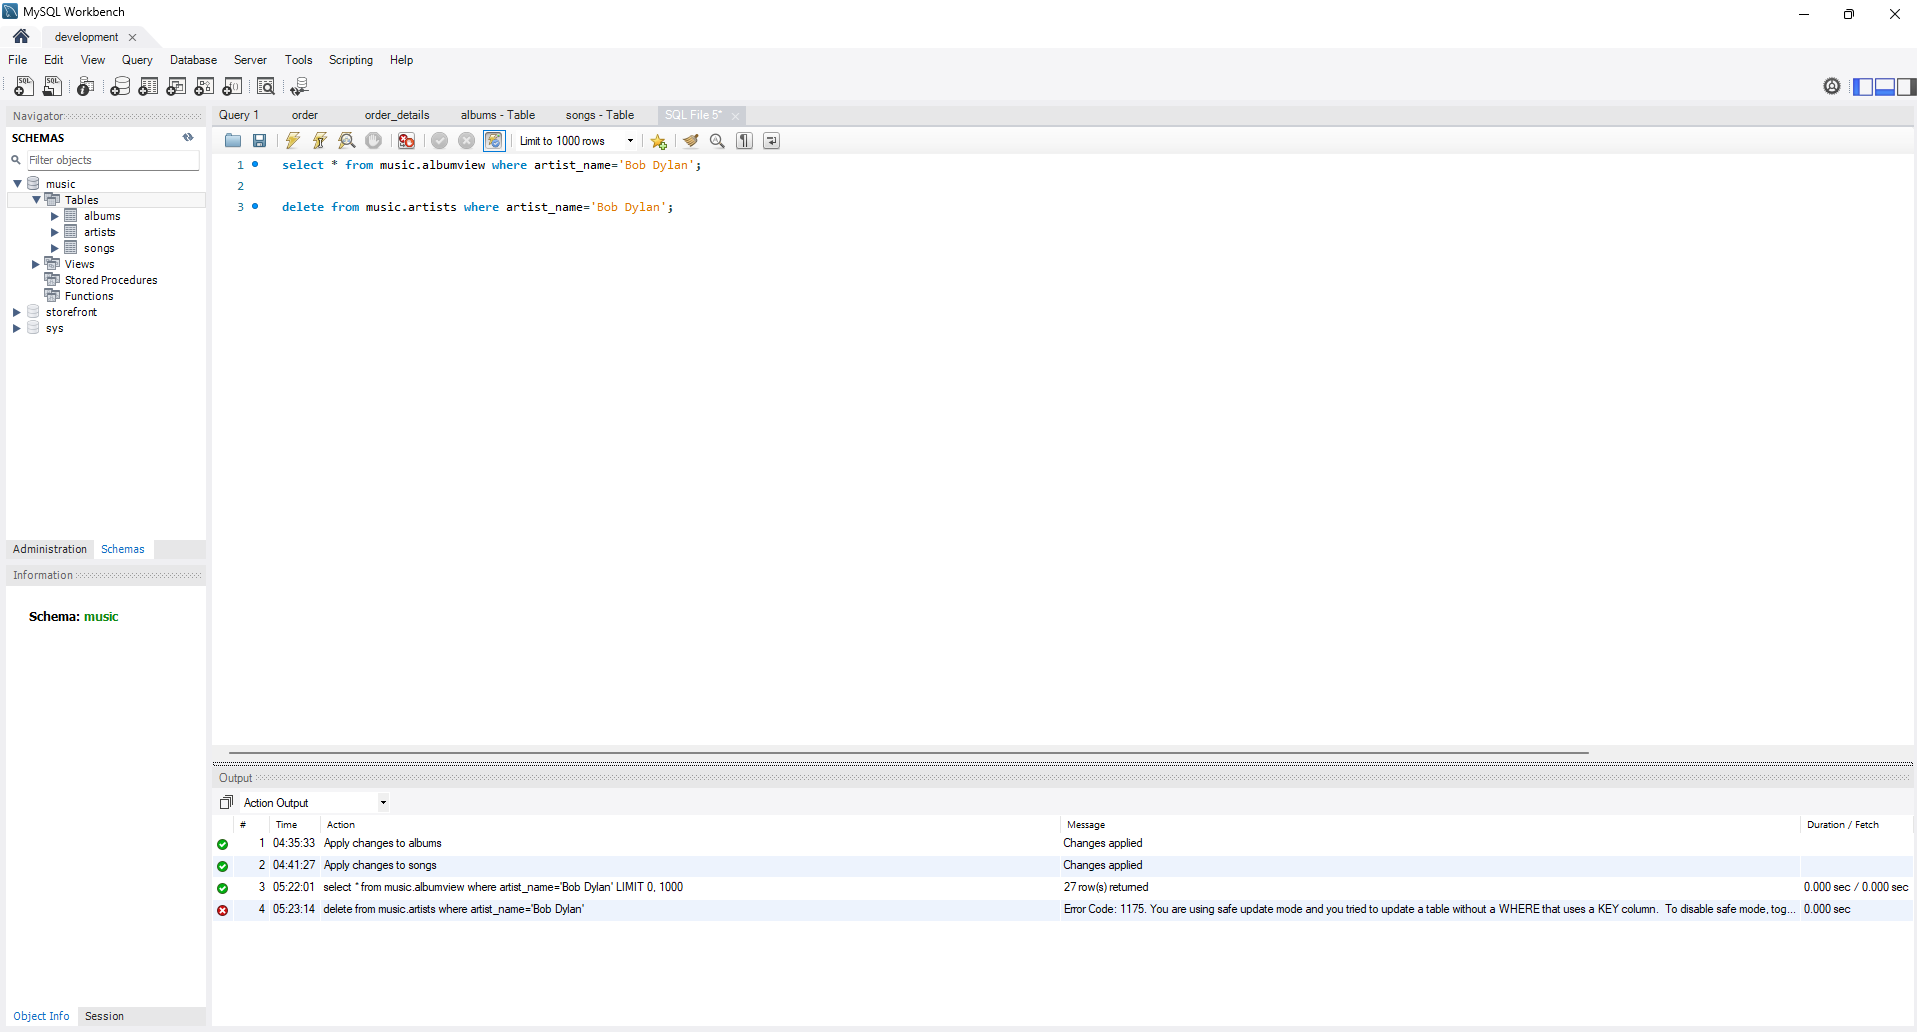 MySQL Workbench
development
File Edit View Query Database Server Tools Scripting Help
Navigator
SCHEMAS
Filter objects
music
Tables
albums
artists
songs
Views
Stored Procedures
Functions
storefront
sys
Administration Schemas
Information
Schema: music
Object Info Session
Query 1 order order_details albums - Table songs - Table SQL File 5*
Limit to 1000 rows
1 select * from music.albumview where artist_name='Bob Dylan';
2
3 delete from music.artists where artist_name='Bob Dylan';
Output
Action Output
# Time Action Message Duration / Fetch
1 04:35:33 Apply changes to albums Changes applied
2 04:41:27 Apply changes to songs Changes applied
3 05:22:01 select * from music.albumview where artist_name='Bob Dylan' LIMIT 0, 1000 27 row(s) returned 0.000 sec / 0.000 sec
4 05:23:14 delete from music.artists where artist_name='Bob Dylan' Error Code: 1175. You are using safe update mode and you tried to update a table without a WHERE that uses a KEY column.  To disable safe mode, tog... 0.000 sec